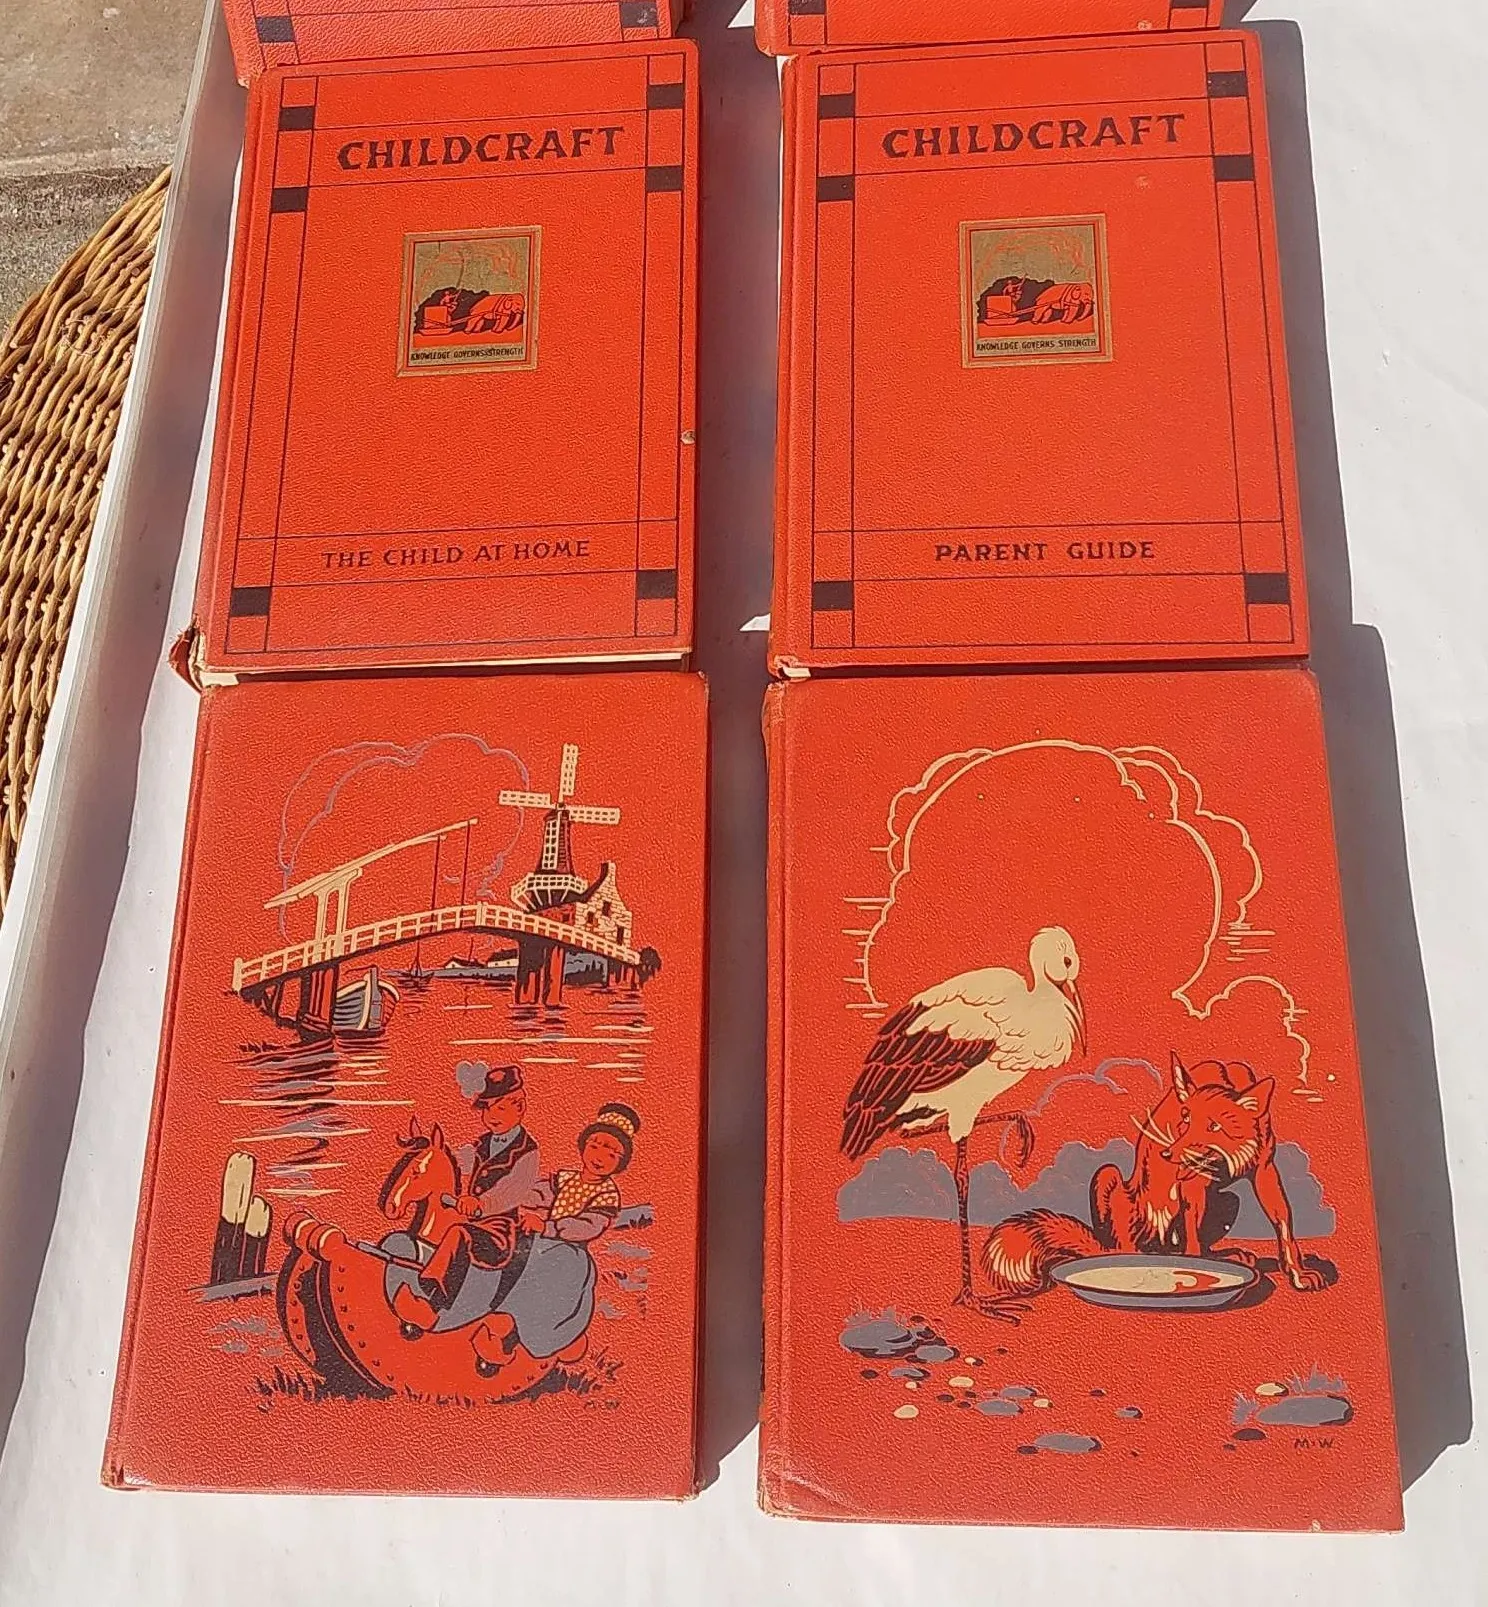 CHILDCRAFT
KNOWLEDGE GOVERNS STRENGTH
THE CHILD AT HOME
CHILDCRAFT
KNOWLEDGE GOVERNS STRENGTH
PARENT GUIDE
M·W